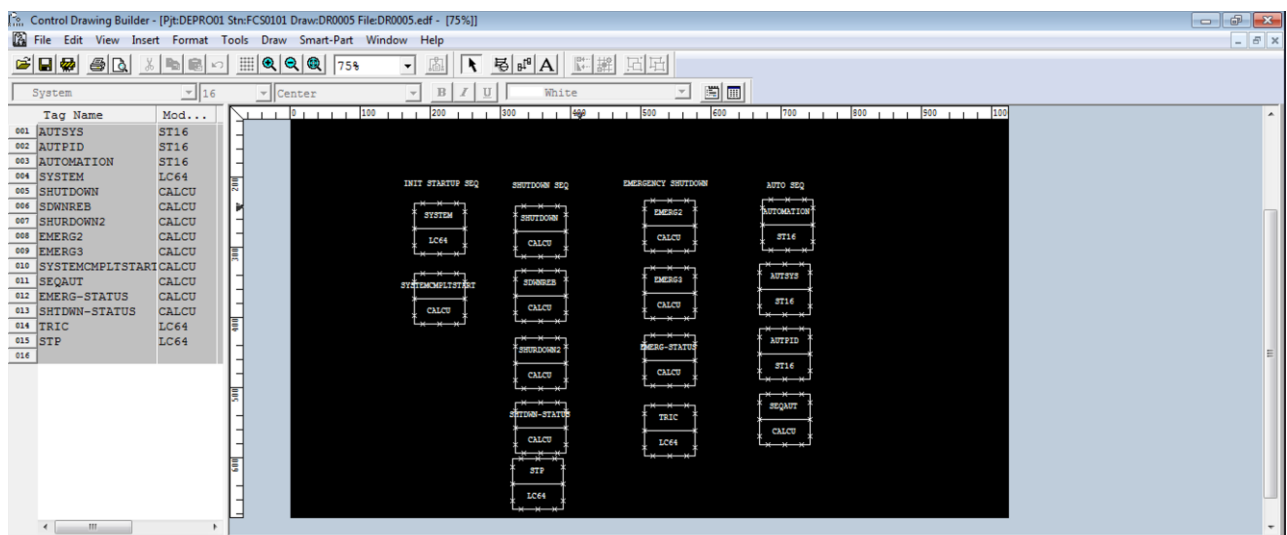 Control Drawing Builder - [Pjt:DEPRO01 Stn:FCS0101 Draw:DR0005 File:DR0005.edf - [75%]]
File Edit View Insert Format Tools Draw Smart-Part Window Help
75%
System 16 Center B I U White
Tag Name Mod...
001 AUTSYS ST16
002 AUTPID ST16
003 AUTOMATION ST16
004 SYSTEM LC64
005 SHUTDOWN CALCU
006 SDWNREB CALCU
007 SHURDOWN2 CALCU
008 EMERG2 CALCU
009 EMERG3 CALCU
010 SYSTEMCMPLTSTART CALCU
011 SEQAUT CALCU
012 EMERG-STATUS CALCU
013 SHTDWN-STATUS CALCU
014 TRIC LC64
015 STP LC64
016
0 100 200 300 400 500 600 700 800 900 100
200
300
400
500
600
INIT STARTUP SEQ
SYSTEM
LC64
SYSTEMCMPLTSTART
CALCU
SHUTDOWN SEQ
SHUTDOWN
CALCU
SDWNREB
CALCU
SHURDOWN2
CALCU
SHTDWN-STATUS
CALCU
STP
LC64
EMERGENCY SHUTDOWN
EMERG2
CALCU
EMERG3
CALCU
EMERG-STATUS
CALCU
TRIC
LC64
AUTO SEQ
AUTOMATION
ST16
AUTSYS
ST16
AUTPID
ST16
SEQAUT
CALCU